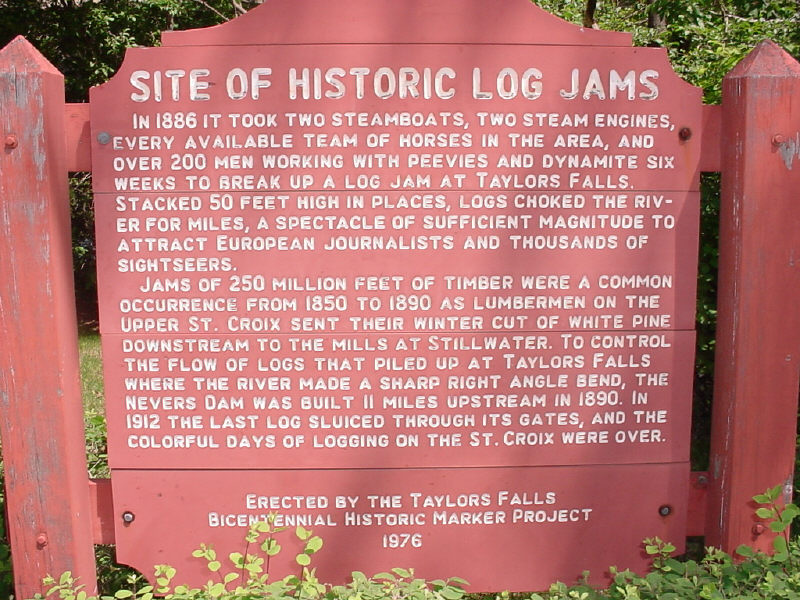 SITE OF HISTORIC LOG JAMS
IN 1886 IT TOOK TWO STEAMBOATS, TWO STEAM ENGINES,
EVERY AVAILABLE TEAM OF HORSES IN THE AREA, AND
OVER 200 MEN WORKING WITH PEEVIES AND DYNAMITE SIX
WEEKS TO BREAK UP A LOG JAM AT TAYLORS FALLS.
STACKED 50 FEET HIGH IN PLACES, LOGS CHOKED THE RIV-
ER FOR MILES, A SPECTACLE OF SUFFICIENT MAGNITUDE TO
ATTRACT EUROPEAN JOURNALISTS AND THOUSANDS OF
SIGHTSEERS.
JAMS OF 250 MILLION FEET OF TIMBER WERE A COMMON
OCCURRENCE FROM 1850 TO 1890 AS LUMBERMEN ON THE
UPPER ST. CROIX SENT THEIR WINTER CUT OF WHITE PINE
DOWNSTREAM TO THE MILLS AT STILLWATER. TO CONTROL
THE FLOW OF LOGS THAT PILED UP AT TAYLORS FALLS
WHERE THE RIVER MADE A SHARP RIGHT ANGLE BEND, THE
NEVERS DAM WAS BUILT 11 MILES UPSTREAM IN 1890. IN
1912 THE LAST LOG SLUICED THROUGH ITS GATES, AND THE
COLORFUL DAYS OF LOGGING ON THE ST. CROIX WERE OVER.
ERECTED BY THE TAYLORS FALLS
BICENTENNIAL HISTORIC MARKER PROJECT
1976